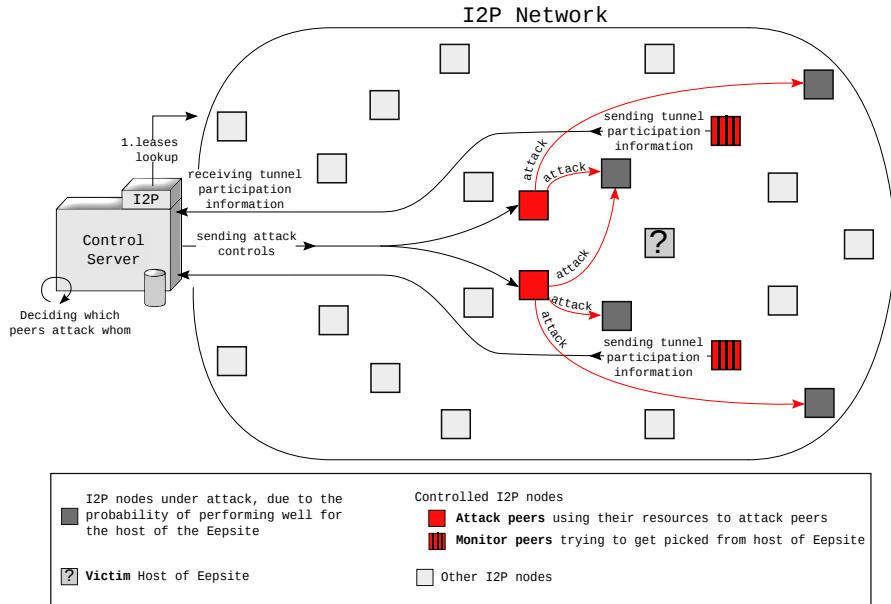 I2P Network
1.leases
lookup
I2P
Control
Server
Deciding which
peers attack whom
receiving tunnel
participation
information
sending attack
controls
sending tunnel
participation
information
attack
attack
attack
attack
attack
?
sending tunnel
participation
information
I2P nodes under attack, due to the
probability of performing well for
the host of the Eepsite
? Victim Host of Eepsite
Controlled I2P nodes
Attack peers using their resources to attack peers
Monitor peers trying to get picked from host of Eepsite
Other I2P nodes